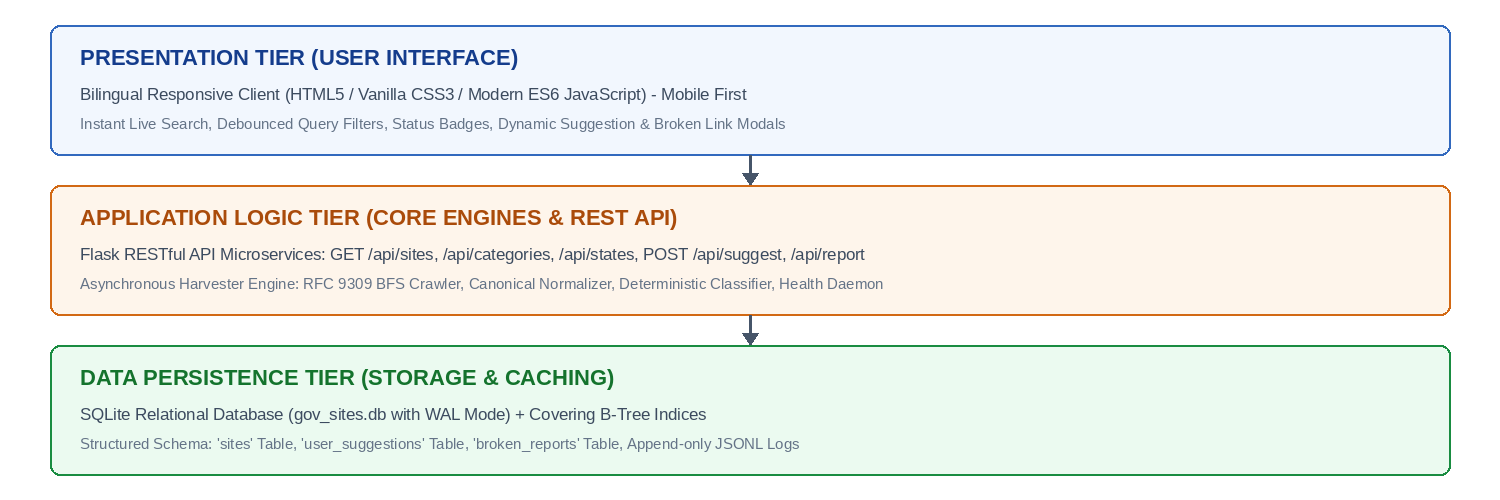 PRESENTATION TIER (USER INTERFACE)
Bilingual Responsive Client (HTML5 / Vanilla CSS3 / Modern ES6 JavaScript) - Mobile First
Instant Live Search, Debounced Query Filters, Status Badges, Dynamic Suggestion & Broken Link Modals
APPLICATION LOGIC TIER (CORE ENGINES & REST API)
Flask RESTful API Microservices: GET /api/sites, /api/categories, /api/states, POST /api/suggest, /api/report
Asynchronous Harvester Engine: RFC 9309 BFS Crawler, Canonical Normalizer, Deterministic Classifier, Health Daemon
DATA PERSISTENCE TIER (STORAGE & CACHING)
SQLite Relational Database (gov_sites.db with WAL Mode) + Covering B-Tree Indices
Structured Schema: 'sites' Table, 'user_suggestions' Table, 'broken_reports' Table, Append-only JSONL Logs